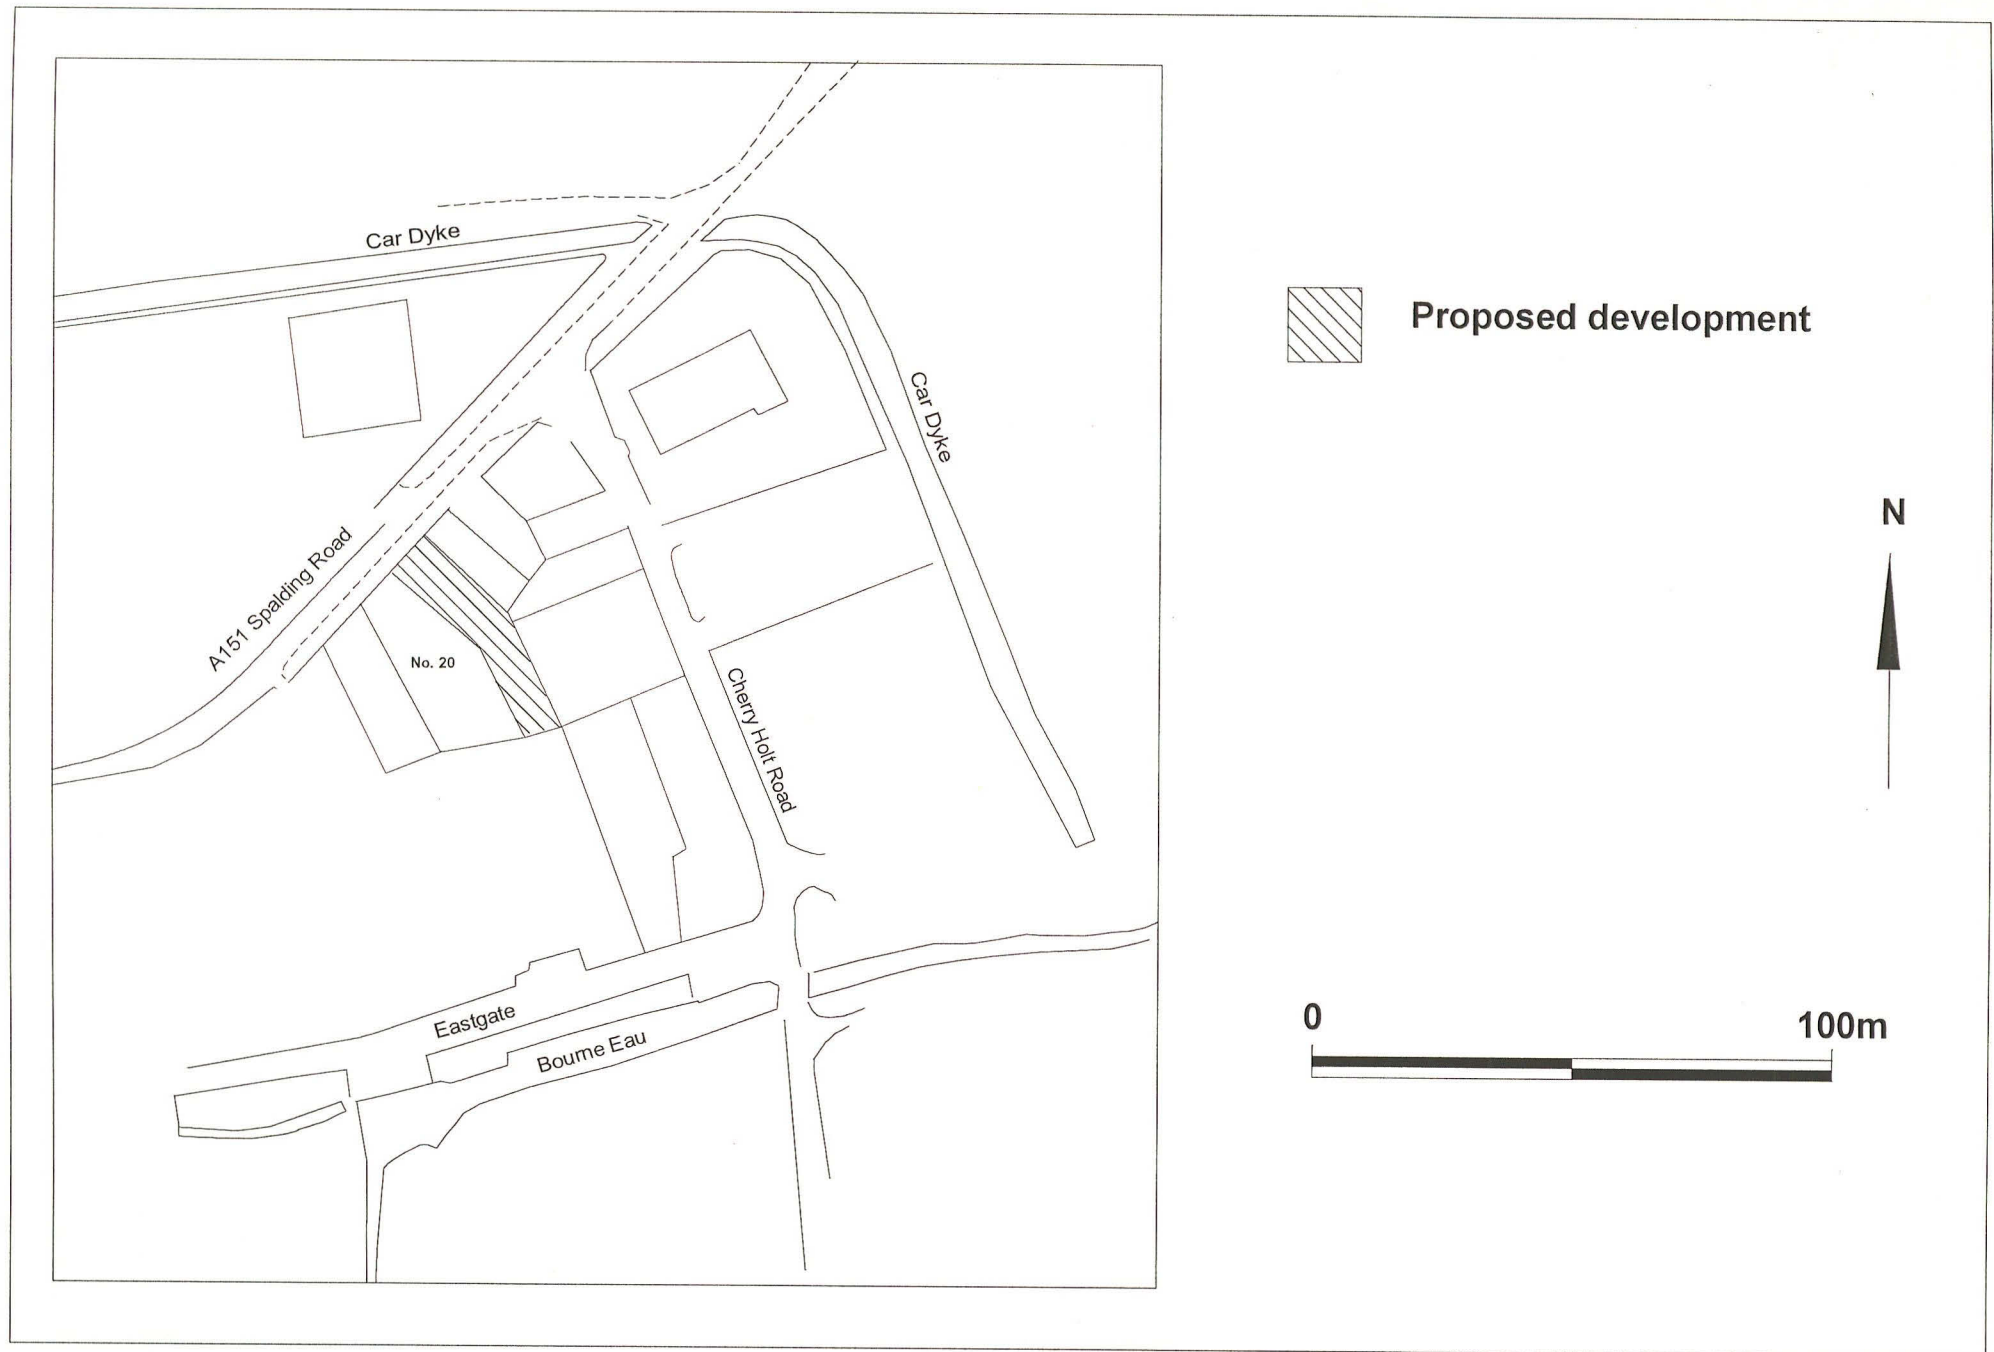 Car Dyke
Proposed development
Car Dyke
N
A151 Spalding Road
No. 20
Cherry Holt Road
0
100m
Eastgate
Bourne Eau